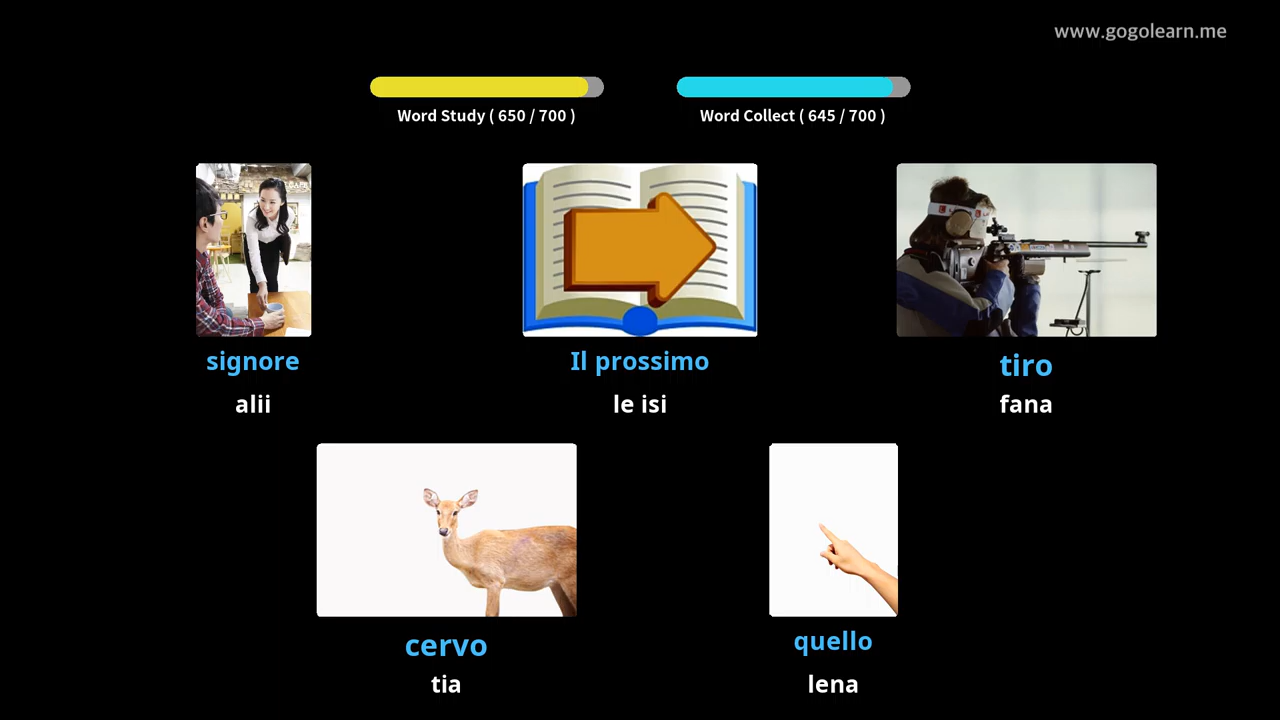 www.gogolearn.me
Word Study ( 650 / 700 )
Word Collect ( 645 / 700 )
signore
alii
Il prossimo
le isi
tiro
fana
cervo
tia
quello
lena